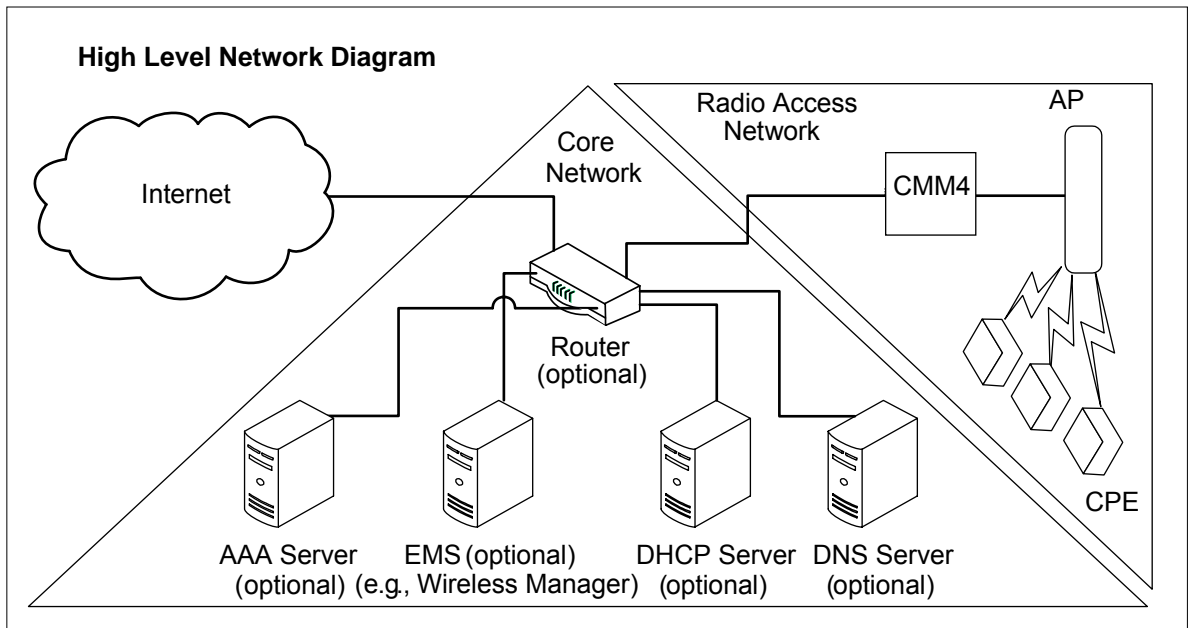 High Level Network Diagram
Radio Access
Network
AP
Core
Network
CMM4
Internet
Router
(optional)
CPE
AAA Server
(optional)
EMS (optional)
(e.g., Wireless Manager)
DHCP Server
(optional)
DNS Server
(optional)